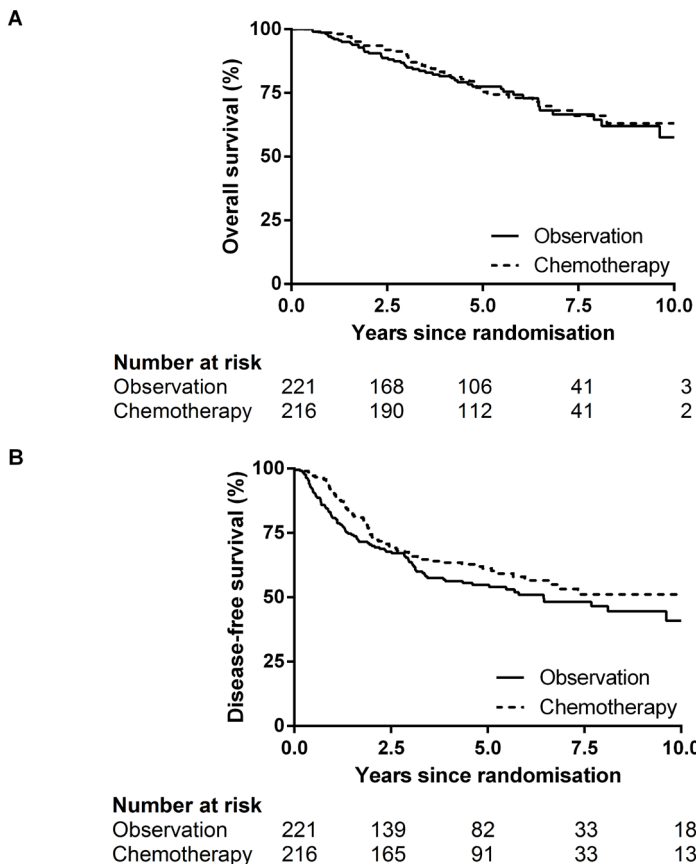 A
Overall survival (%)
100
75
50
25
0
Observation
Chemotherapy
0.0 2.5 5.0 7.5 10.0
Years since randomisation
Number at risk
Observation 221 168 106 41 3
Chemotherapy 216 190 112 41 2
B
Disease-free survival (%)
100
75
50
25
0
Observation
Chemotherapy
0.0 2.5 5.0 7.5 10.0
Years since randomisation
Number at risk
Observation 221 139 82 33 18
Chemotherapy 216 165 91 33 13